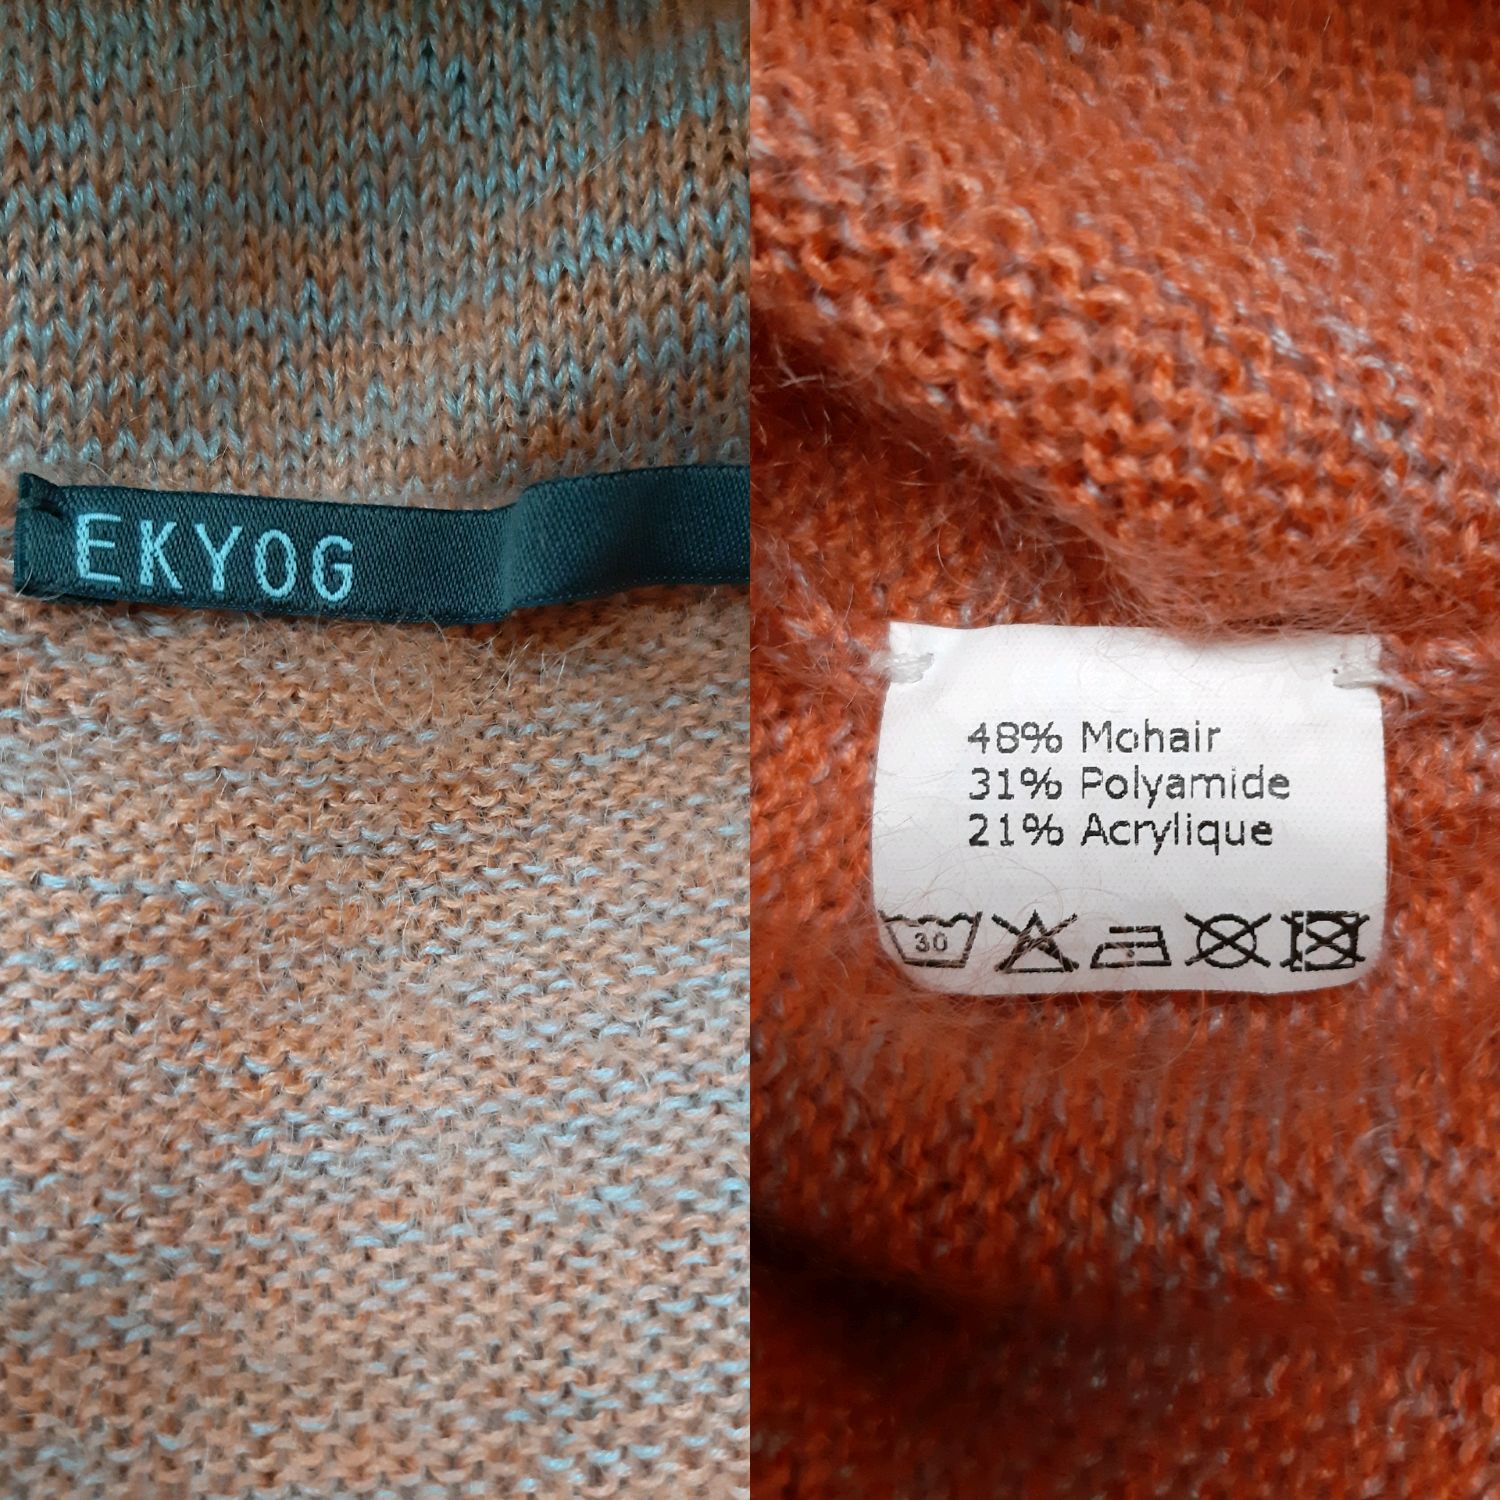 EKYOG
48% Mohair
31% Polyamide
21% Acrylique
30